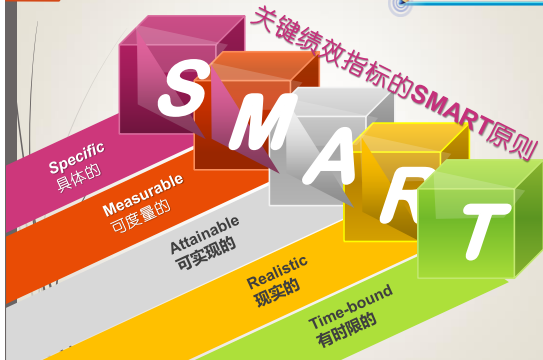 关键绩效指标的SMART原则
S
M
A
R
T
Specific
具体的
Measurable
可度量的
Attainable
可实现的
Realistic
现实的
Time-bound
有时限的